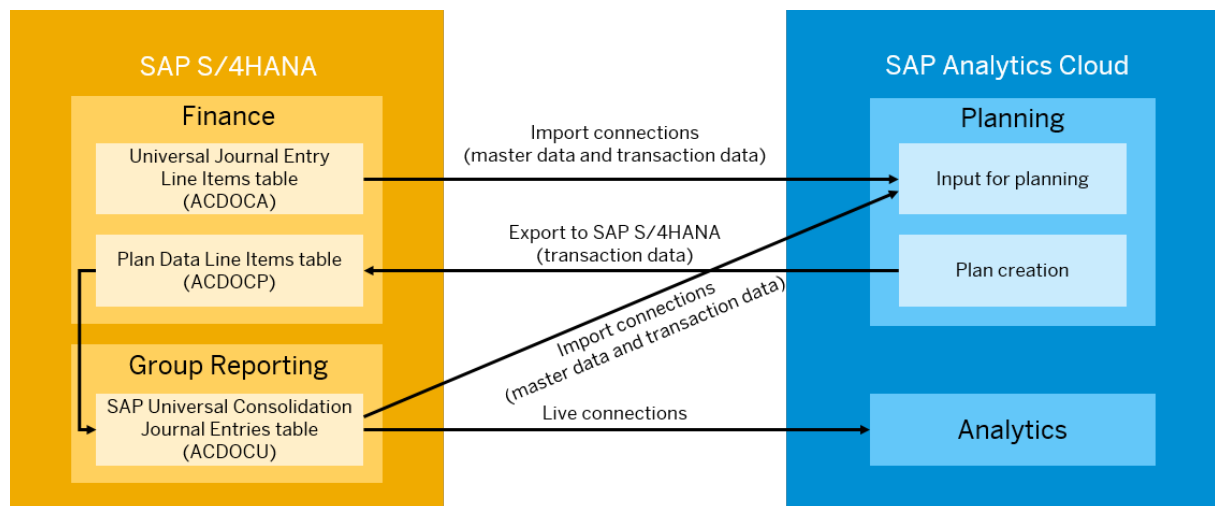 SAP S/4HANA
Finance
Universal Journal Entry
Line Items table
(ACDOCA)
Plan Data Line Items table
(ACDOCP)
Group Reporting
SAP Universal Consolidation
Journal Entries table
(ACDOCU)
Import connections
(master data and transaction data)
Export to SAP S/4HANA
(transaction data)
Import connections
(master data and transaction data)
Live connections
SAP Analytics Cloud
Planning
Input for planning
Plan creation
Analytics